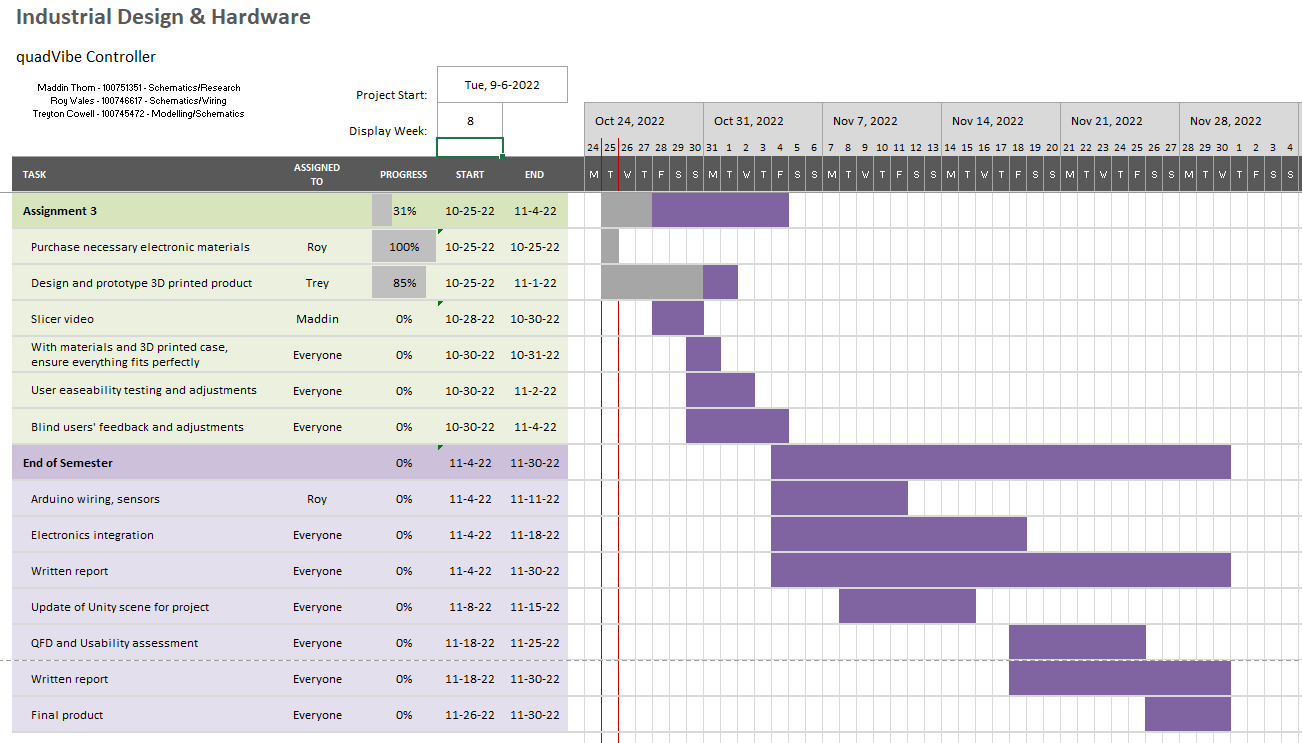 Industrial Design & Hardware
quadVibe Controller
Maddin Thom - 100751351 - Schematics/Research
Roy Wales - 100746617 - Schematics/Wiring
Treyton Cowell - 100745472 - Modelling/Schematics
Project Start: Tue, 9-6-2022
Display Week: 8
Oct 24, 2022 Oct 31, 2022 Nov 7, 2022 Nov 14, 2022 Nov 21, 2022 Nov 28, 2022
24 25 26 27 28 29 30 31 1 2 3 4 5 6 7 8 9 10 11 12 13 14 15 16 17 18 19 20 21 22 23 24 25 26 27 28 29 30 1 2 3 4
TASK ASSIGNED TO PROGRESS START END M T W T F S S M T W T F S S M T W T F S S M T W T F S S M T W T F S S M T W T F S S
Assignment 3 31% 10-25-22 11-4-22
Purchase necessary electronic materials Roy 100% 10-25-22 10-25-22
Design and prototype 3D printed product Trey 85% 10-25-22 11-1-22
Slicer video Maddin 0% 10-28-22 10-30-22
With materials and 3D printed case,
ensure everything fits perfectly Everyone 0% 10-30-22 10-31-22
User easeability testing and adjustments Everyone 0% 10-30-22 11-2-22
Blind users' feedback and adjustments Everyone 0% 10-30-22 11-4-22
End of Semester 0% 11-4-22 11-30-22
Arduino wiring, sensors Roy 0% 11-4-22 11-11-22
Electronics integration Everyone 0% 11-4-22 11-18-22
Written report Everyone 0% 11-4-22 11-30-22
Update of Unity scene for project Everyone 0% 11-8-22 11-15-22
QFD and Usability assessment Everyone 0% 11-18-22 11-25-22
Written report Everyone 0% 11-18-22 11-30-22
Final product Everyone 0% 11-26-22 11-30-22